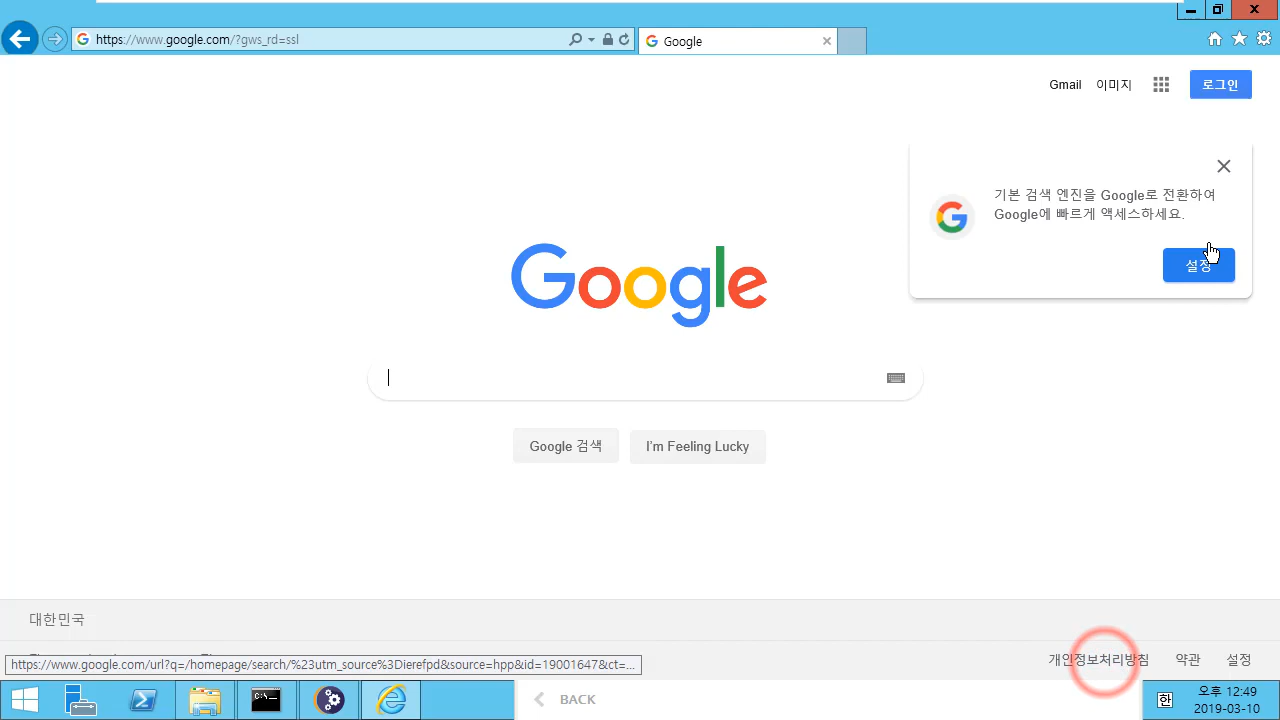 https://www.google.com/?gws_rd=ssl
Google
Gmail 이미지
로그인
기본 검색 엔진을 Google로 전환하여
Google에 빠르게 액세스하세요.
설정
Google
Google 검색
I'm Feeling Lucky
대한민국
https://www.google.com/url?q=/homepage/search/%23utm_source%3Dierefpd&source=hpp&id=19001647&ct=...
개인정보처리방침 약관 설정
C:\-
BACK
한
오후 12:49
2019-03-10